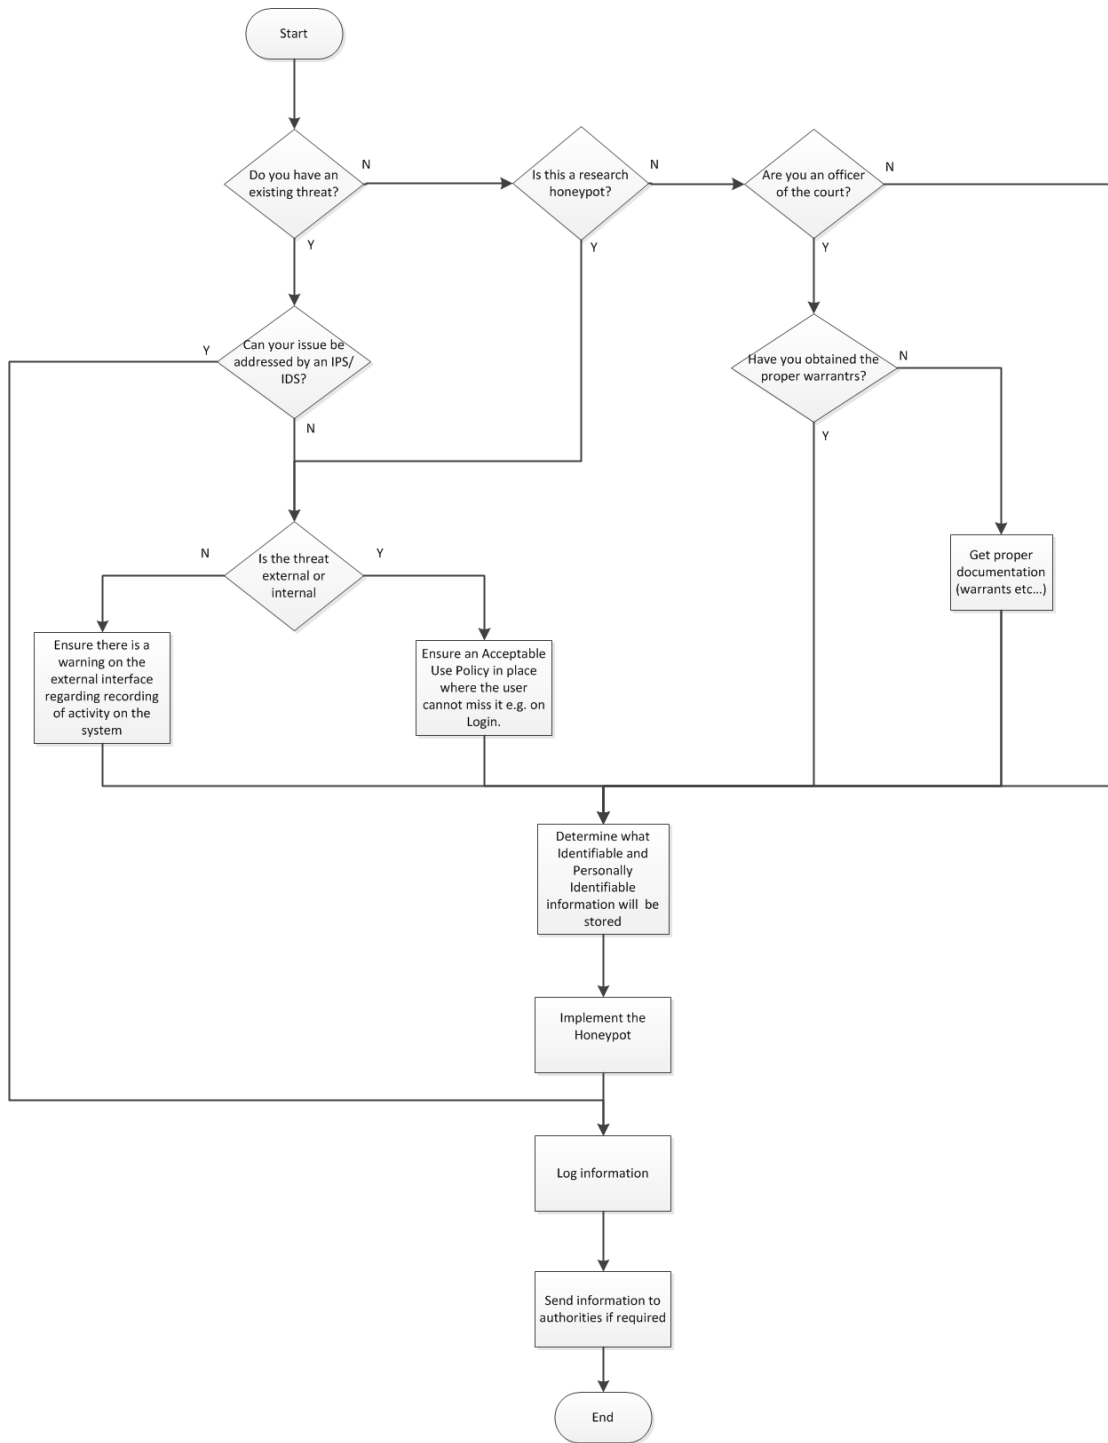 Start
Do you have an
existing threat?
N
Is this a research
honeypot?
N
Are you an officer
of the court?
N
Y
Y
Y
Can your issue be
addressed by an IPS/
IDS?
Y
N
Have you obtained the
proper warrantrs?
N
Y
Is the threat
external or
internal
N
Y
Get proper
documentation
(warrants etc...)
Ensure there is a
warning on the
external interface
regarding recording
of activity on the
system
Ensure an Acceptable
Use Policy in place
where the user
cannot miss it e.g. on
Login.
Determine what
Identifiable and
Personally
Identifiable
information will be
stored
Implement the
Honeypot
Log information
Send information to
authorities if required
End